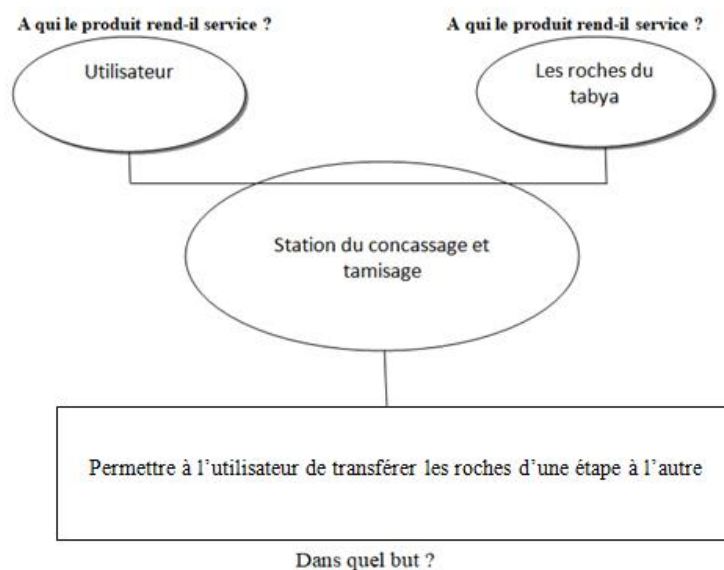 A qui le produit rend-il service ?
A qui le produit rend-il service ?
Utilisateur
Les roches du
tabya
Station du concassage et
tamisage
Permettre à l’utilisateur de transférer les roches d’une étape à l’autre
Dans quel but ?